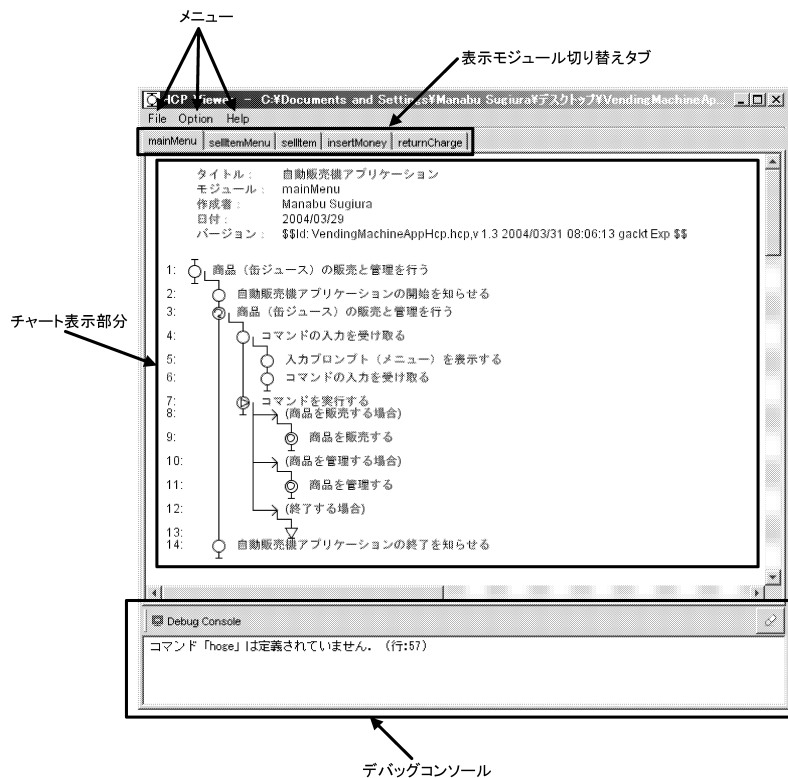 メニュー
表示モジュール切り替えタブ
HCP Viewer - C:¥Documents and Settings¥Manabu Sugiura¥デスクトップ¥VendingMachineAp...
File Option Help
mainMenu sellItemMenu sellItem insertMoney returnCharge
タイトル： 自動販売機アプリケーション
モジュール： mainMenu
作成者： Manabu Sugiura
日付： 2004/03/29
バージョン： $$Id: VendingMachineAppHcp.hcp,v 1.3 2004/03/31 08:06:13 gackt Exp $$
1: 商品（缶ジュース）の販売と管理を行う
2: 自動販売機アプリケーションの開始を知らせる
3: 商品（缶ジュース）の販売と管理を行う
チャート表示部分
4: コマンドの入力を受け取る
5: 入力プロンプト（メニュー）を表示する
6: コマンドの入力を受け取る
7: コマンドを実行する
8: (商品を販売する場合)
9: 商品を販売する
10: (商品を管理する場合)
11: 商品を管理する
12: (終了する場合)
13:
14: 自動販売機アプリケーションの終了を知らせる
Debug Console
コマンド「hoge」は定義されていません．（行:57）
デバッグコンソール